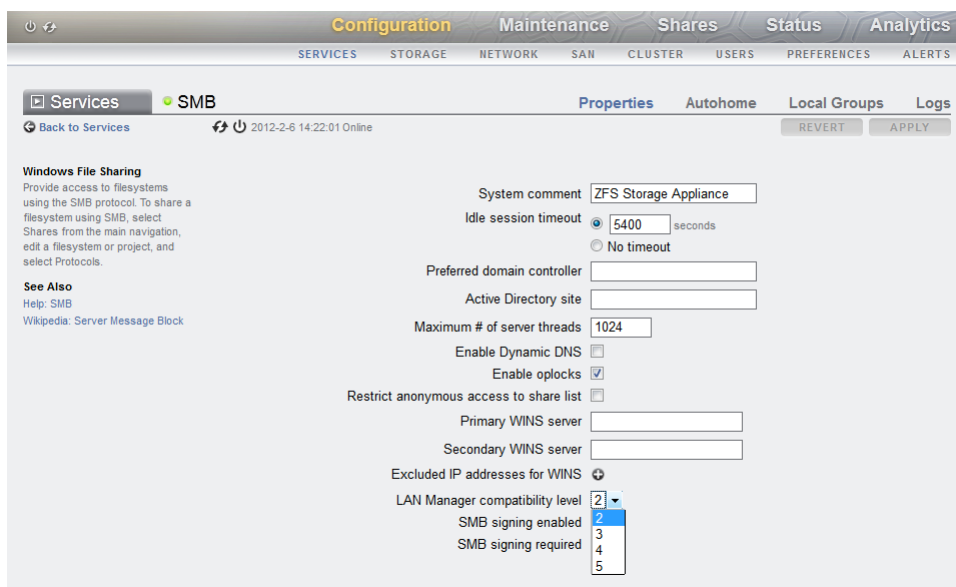 Configuration Maintenance Shares Status Analytics
SERVICES STORAGE NETWORK SAN CLUSTER USERS PREFERENCES ALERTS
Services SMB Properties Autohome Local Groups Logs
Back to Services 2012-2-6 14:22:01 Online REVERT APPLY
Windows File Sharing
Provide access to filesystems
using the SMB protocol. To share a
filesystem using SMB, select
Shares from the main navigation,
edit a filesystem or project, and
select Protocols.
See Also
Help: SMB
Wikipedia: Server Message Block
System comment ZFS Storage Appliance
Idle session timeout 5400 seconds
No timeout
Preferred domain controller
Active Directory site
Maximum # of server threads 1024
Enable Dynamic DNS
Enable oplocks
Restrict anonymous access to share list
Primary WINS server
Secondary WINS server
Excluded IP addresses for WINS
LAN Manager compatibility level 2
SMB signing enabled 2
3
SMB signing required 4
5